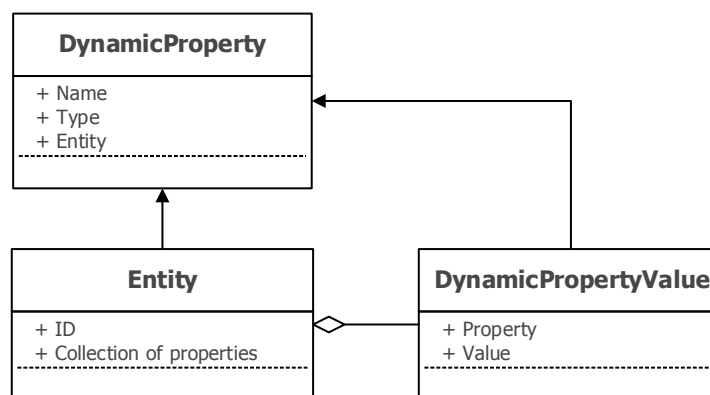 DynamicProperty
+ Name
+ Type
+ Entity
Entity
+ ID
+ Collection of properties
DynamicPropertyValue
+ Property
+ Value